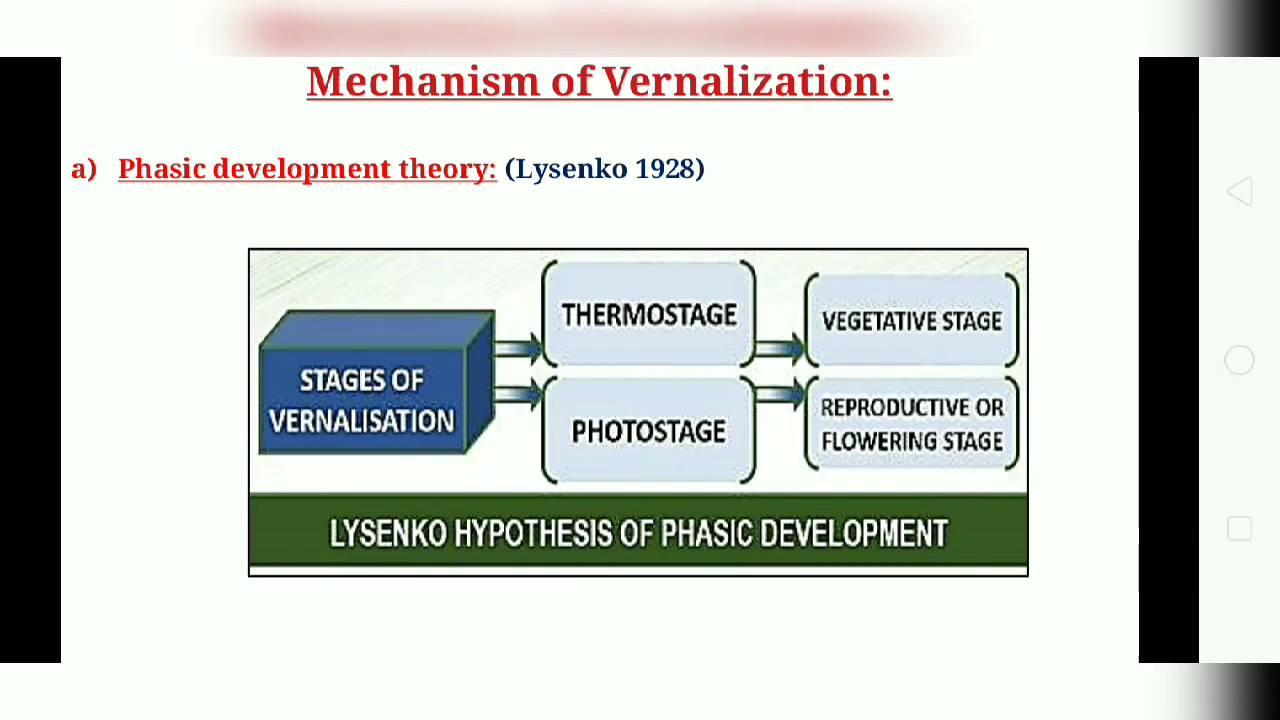 Mechanism of Vernalization:
a) Phasic development theory: (Lysenko 1928)
STAGES OF
VERNALISATION
THERMOSTAGE
PHOTOSTAGE
VEGETATIVE STAGE
REPRODUCTIVE OR
FLOWERING STAGE
LYSENKO HYPOTHESIS OF PHASIC DEVELOPMENT